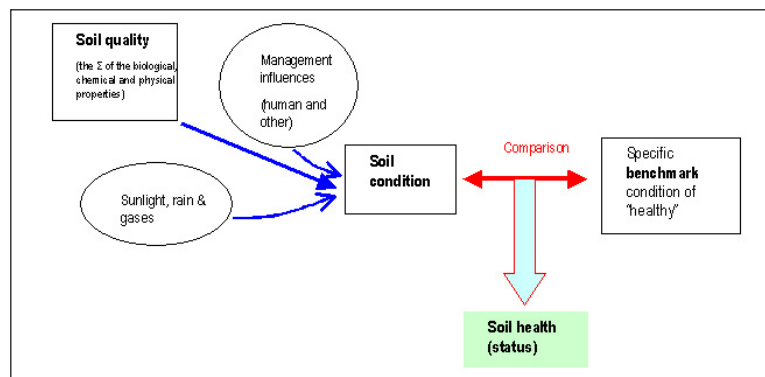 Soil quality
(the Σ of the biological,
chemical and physical
properties)
Management
influences
(human and
other)
Sunlight, rain &
gases
Soil
condition
Comparison
Specific
benchmark
condition of
"healthy"
Soil health
(status)